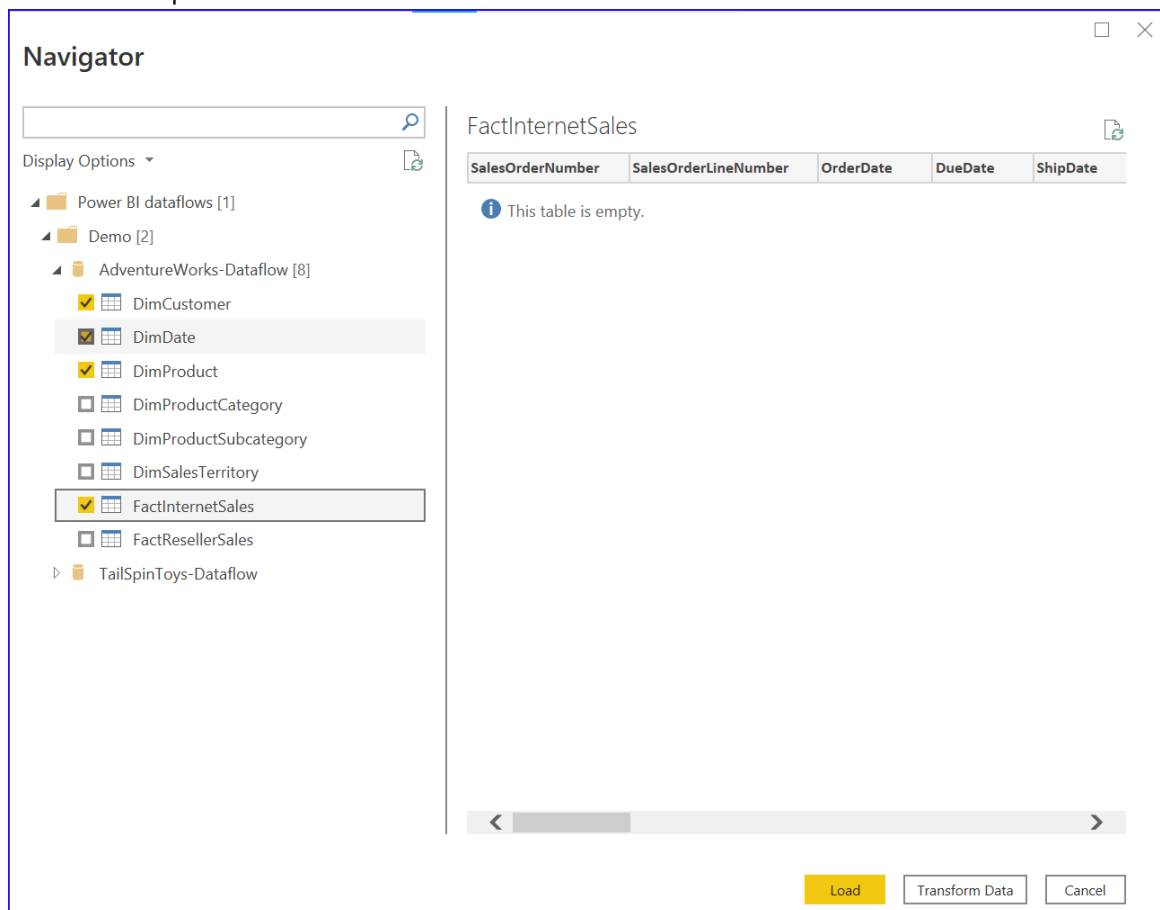 Navigator
Display Options
Power BI dataflows [1]
Demo [2]
AdventureWorks-Dataflow [8]
DimCustomer
DimDate
DimProduct
DimProductCategory
DimProductSubcategory
DimSalesTerritory
FactInternetSales
FactResellerSales
TailSpinToys-Dataflow
FactInternetSales
SalesOrderNumber SalesOrderLineNumber OrderDate DueDate ShipDate
This table is empty.
Load Transform Data Cancel